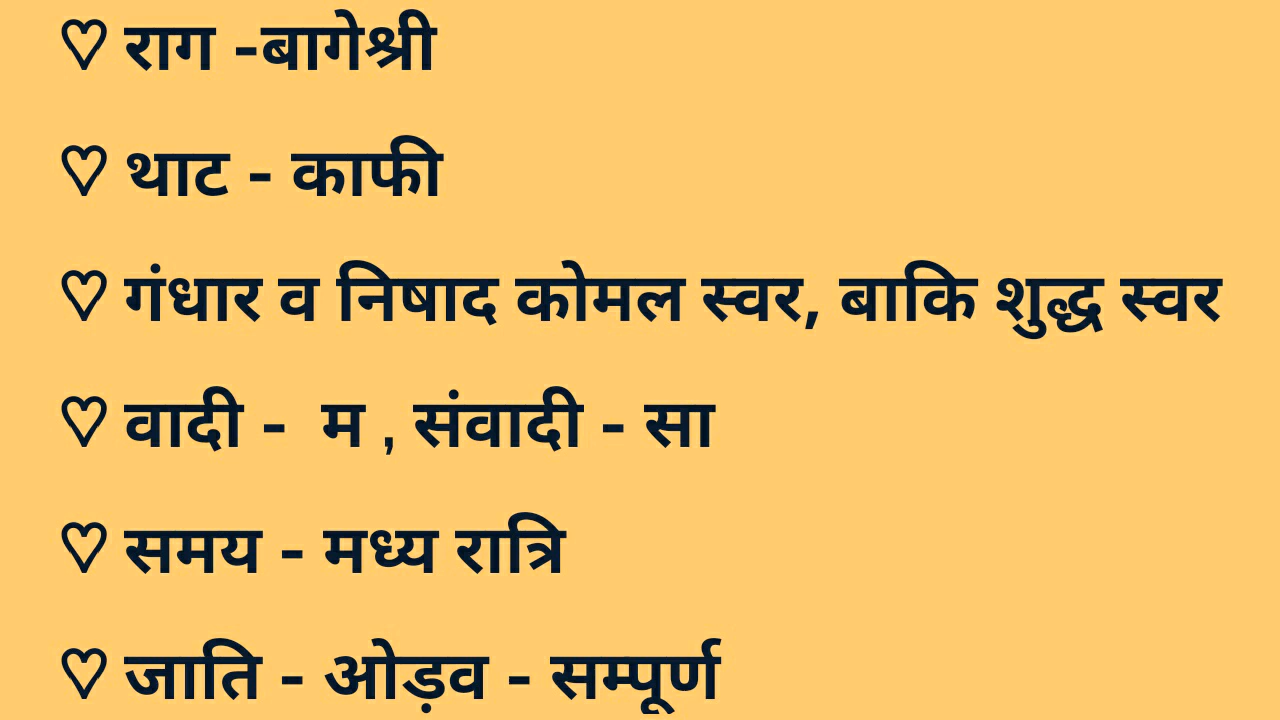 ♡ राग -बागेश्री
♡ थाट - काफी
♡ गंधार व निषाद कोमल स्वर, बाकि शुद्ध स्वर
♡ वादी -  म , संवादी - सा
♡ समय - मध्य रात्रि
♡ जाति - ओड़व - सम्पूर्ण